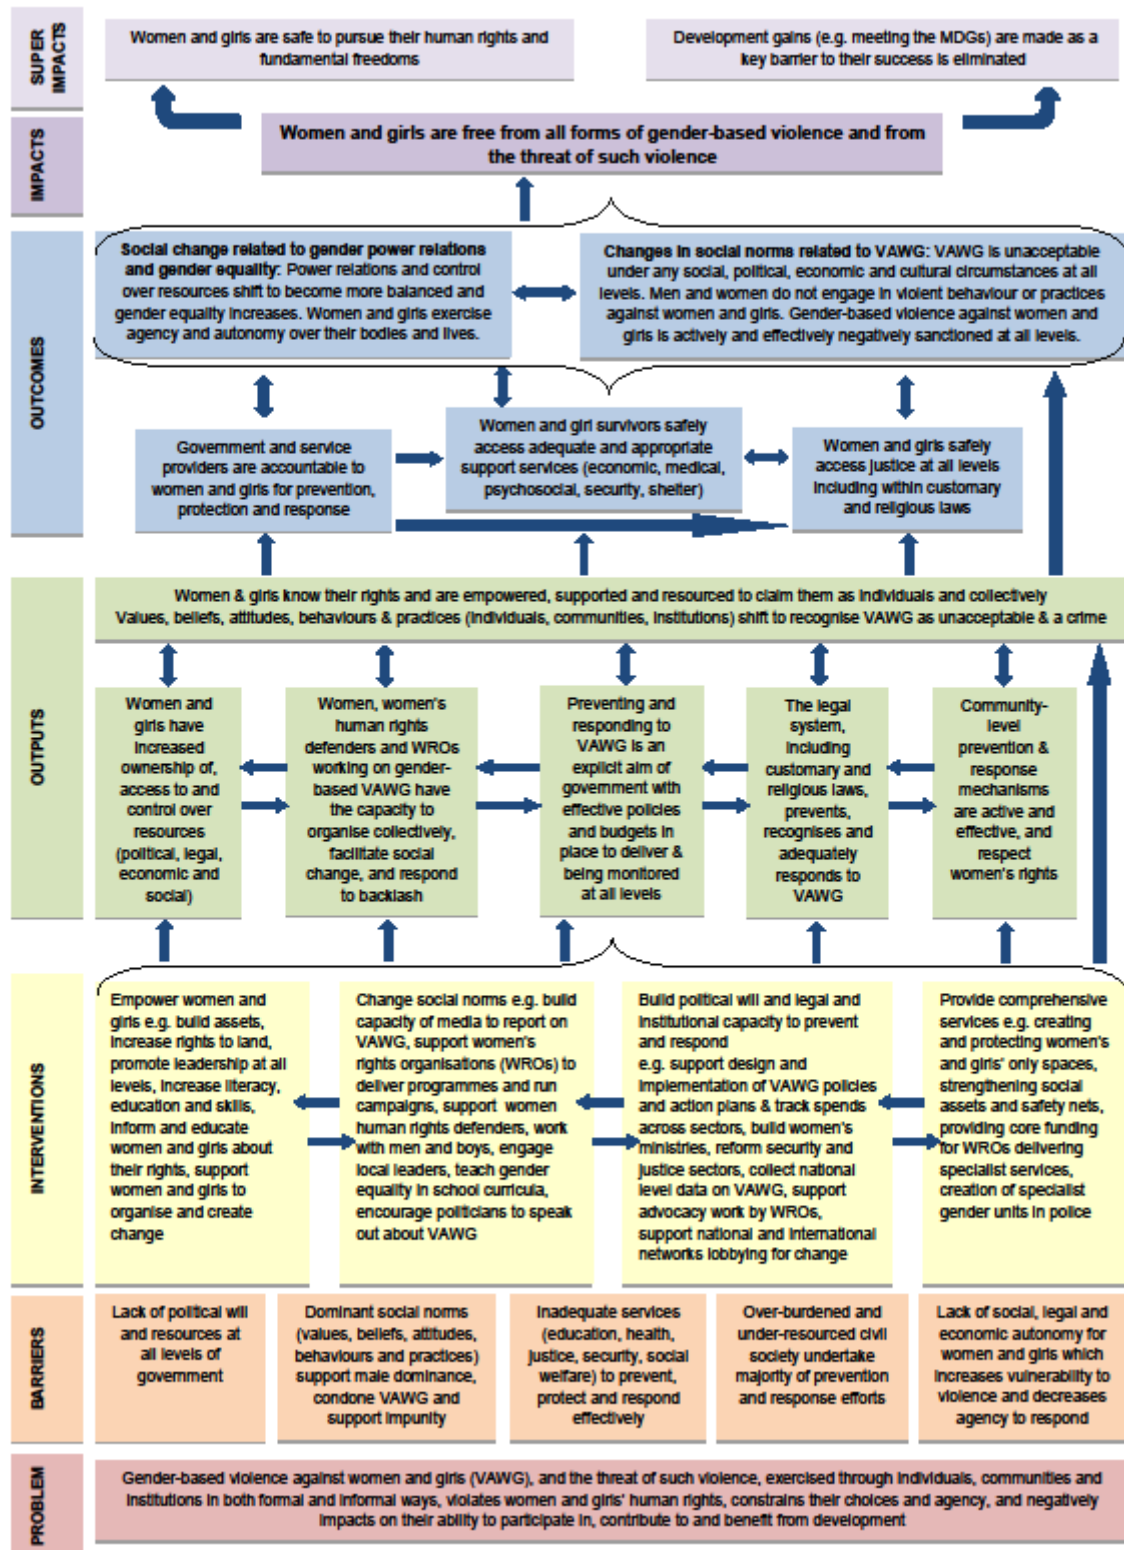 SUPER
IMPACTS
Women and girls are safe to pursue their human rights and
fundamental freedoms
Development gains (e.g. meeting the MDGs) are made as a
key barrier to their success is eliminated
IMPACTS
Women and girls are free from all forms of gender-based violence and from
the threat of such violence
OUTCOMES
Social change related to gender power relations
and gender equality: Power relations and control
over resources shift to become more balanced and
gender equality increases. Women and girls exercise
agency and autonomy over their bodies and lives.
Changes in social norms related to VAWG: VAWG is unacceptable
under any social, political, economic and cultural circumstances at all
levels. Men and women do not engage in violent behaviour or practices
against women and girls. Gender-based violence against women and
girls is actively and effectively negatively sanctioned at all levels.
Government and service
providers are accountable to
women and girls for prevention,
protection and response
Women and girl survivors safely
access adequate and appropriate
support services (economic, medical,
psychosocial, security, shelter)
Women and girls safely
access justice at all levels
including within customary
and religious laws
OUTPUTS
Women & girls know their rights and are empowered, supported and resourced to claim them as individuals and collectively
Values, beliefs, attitudes, behaviours & practices (individuals, communities, institutions) shift to recognise VAWG as unacceptable & a crime
Women and
girls have
increased
ownership of,
access to and
control over
resources
(political, legal,
economic and
social)
Women, women's
human rights
defenders and WROs
working on gender-
based VAWG have
the capacity to
organise collectively,
facilitate social
change, and respond
to backlash
Preventing and
responding to
VAWG is an
explicit aim of
government with
effective policies
and budgets in
place to deliver &
being monitored
at all levels
The legal
system,
including
customary and
religious laws,
prevents,
recognises and
adequately
responds to
VAWG
Community-
level
prevention &
response
mechanisms
are active and
effective, and
respect
women's rights
INTERVENTIONS
Empower women and
girls e.g. build assets,
increase rights to land,
promote leadership at all
levels, increase literacy,
education and skills,
inform and educate
women and girls about
their rights, support
women and girls to
organise and create
change
Change social norms e.g. build
capacity of media to report on
VAWG, support women's
rights organisations (WROs) to
deliver programmes and run
campaigns, support women
human rights defenders, work
with men and boys, engage
local leaders, teach gender
equality in school curricula,
encourage politicians to speak
out about VAWG
Build political will and legal and
institutional capacity to prevent
and respond
e.g. support design and
implementation of VAWG policies
and action plans & track spends
across sectors, build women's
ministries, reform security and
justice sectors, collect national
level data on VAWG, support
advocacy work by WROs,
support national and international
networks lobbying for change
Provide comprehensive
services e.g. creating
and protecting women's
and girls' only spaces,
strengthening social
assets and safety nets,
providing core funding
for WROs delivering
specialist services,
creation of specialist
gender units in police
BARRIERS
Lack of political will
and resources at
all levels of
government
Dominant social norms
(values, beliefs, attitudes,
behaviours and practices)
support male dominance,
condone VAWG and
support impunity
Inadequate services
(education, health,
justice, security, social
welfare) to prevent,
protect and respond
effectively
Over-burdened and
under-resourced civil
society undertake
majority of prevention
and response efforts
Lack of social, legal and
economic autonomy for
women and girls which
increases vulnerability to
violence and decreases
agency to respond
PROBLEM
Gender-based violence against women and girls (VAWG), and the threat of such violence, exercised through individuals, communities and
institutions in both formal and informal ways, violates women and girls' human rights, constrains their choices and agency, and negatively
impacts on their ability to participate in, contribute to and benefit from development